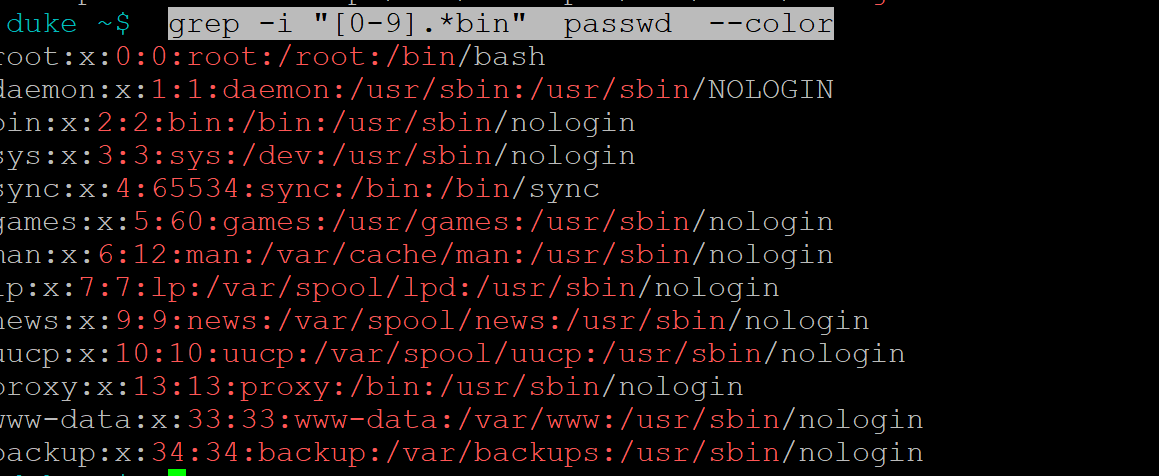 duke ~$ grep -i "[0-9].*bin" passwd --color
root:x:0:0:root:/root:/bin/bash
daemon:x:1:1:daemon:/usr/sbin:/usr/sbin/NOLOGIN
bin:x:2:2:bin:/bin:/usr/sbin/nologin
sys:x:3:3:sys:/dev:/usr/sbin/nologin
sync:x:4:65534:sync:/bin:/bin/sync
games:x:5:60:games:/usr/games:/usr/sbin/nologin
man:x:6:12:man:/var/cache/man:/usr/sbin/nologin
lp:x:7:7:lp:/var/spool/lpd:/usr/sbin/nologin
news:x:9:9:news:/var/spool/news:/usr/sbin/nologin
uucp:x:10:10:uucp:/var/spool/uucp:/usr/sbin/nologin
proxy:x:13:13:proxy:/bin:/usr/sbin/nologin
www-data:x:33:33:www-data:/var/www:/usr/sbin/nologin
backup:x:34:34:backup:/var/backups:/usr/sbin/nologin